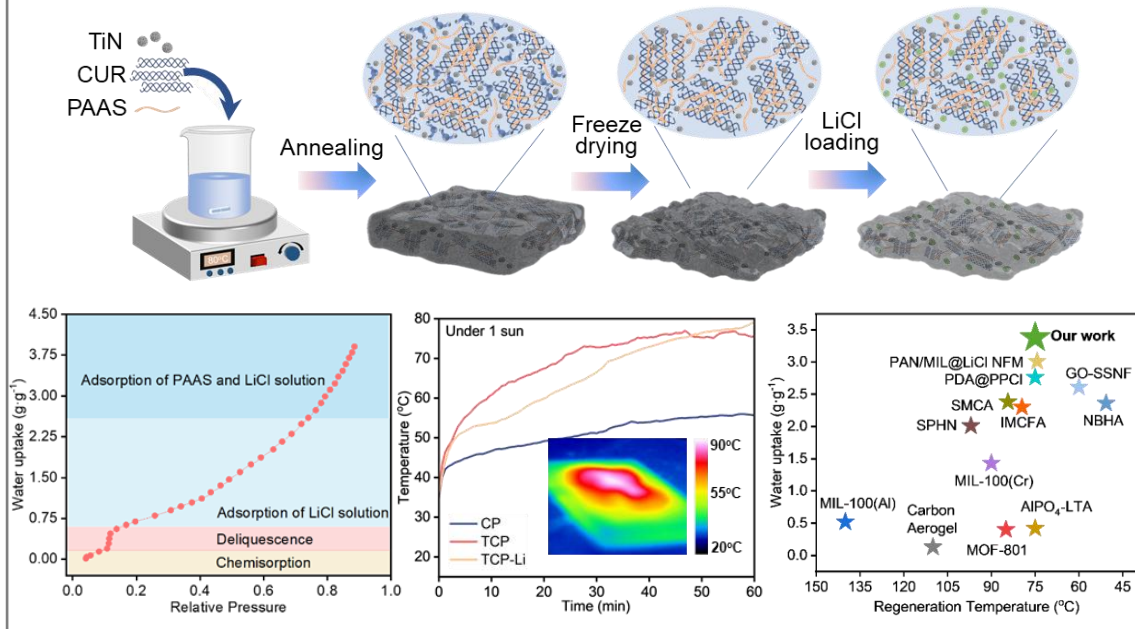 TiN
CUR
PAAS
80℃
Annealing
Freeze
drying
LiCl
loading
4.50
3.75
3.00
2.25
1.50
0.75
0.00
Water uptake (g·g⁻¹)
Adsorption of PAAS and LiCl solution
Adsorption of LiCl solution
Deliquescence
Chemisorption
0.0
0.2
0.4
0.6
0.8
1.0
Relative Pressure
Under 1 sun
80
70
60
50
40
30
20
Temperature (ºC)
CP
TCP
TCP-Li
90ºC
55ºC
20ºC
0
10
20
30
40
50
60
Time (min)
3.5
3.0
2.5
2.0
1.5
1.0
0.5
0.0
Water uptake (g·g⁻¹)
Our work
PAN/MIL@LiCl NFM
PDA@PPCl
GO-SSNF
SMCA
IMCFA
NBHA
SPHN
MIL-100(Cr)
MIL-100(Al)
Carbon
Aerogel
AlPO₄-LTA
MOF-801
150
135
120
105
90
75
60
45
Regeneration Temperature (ºC)